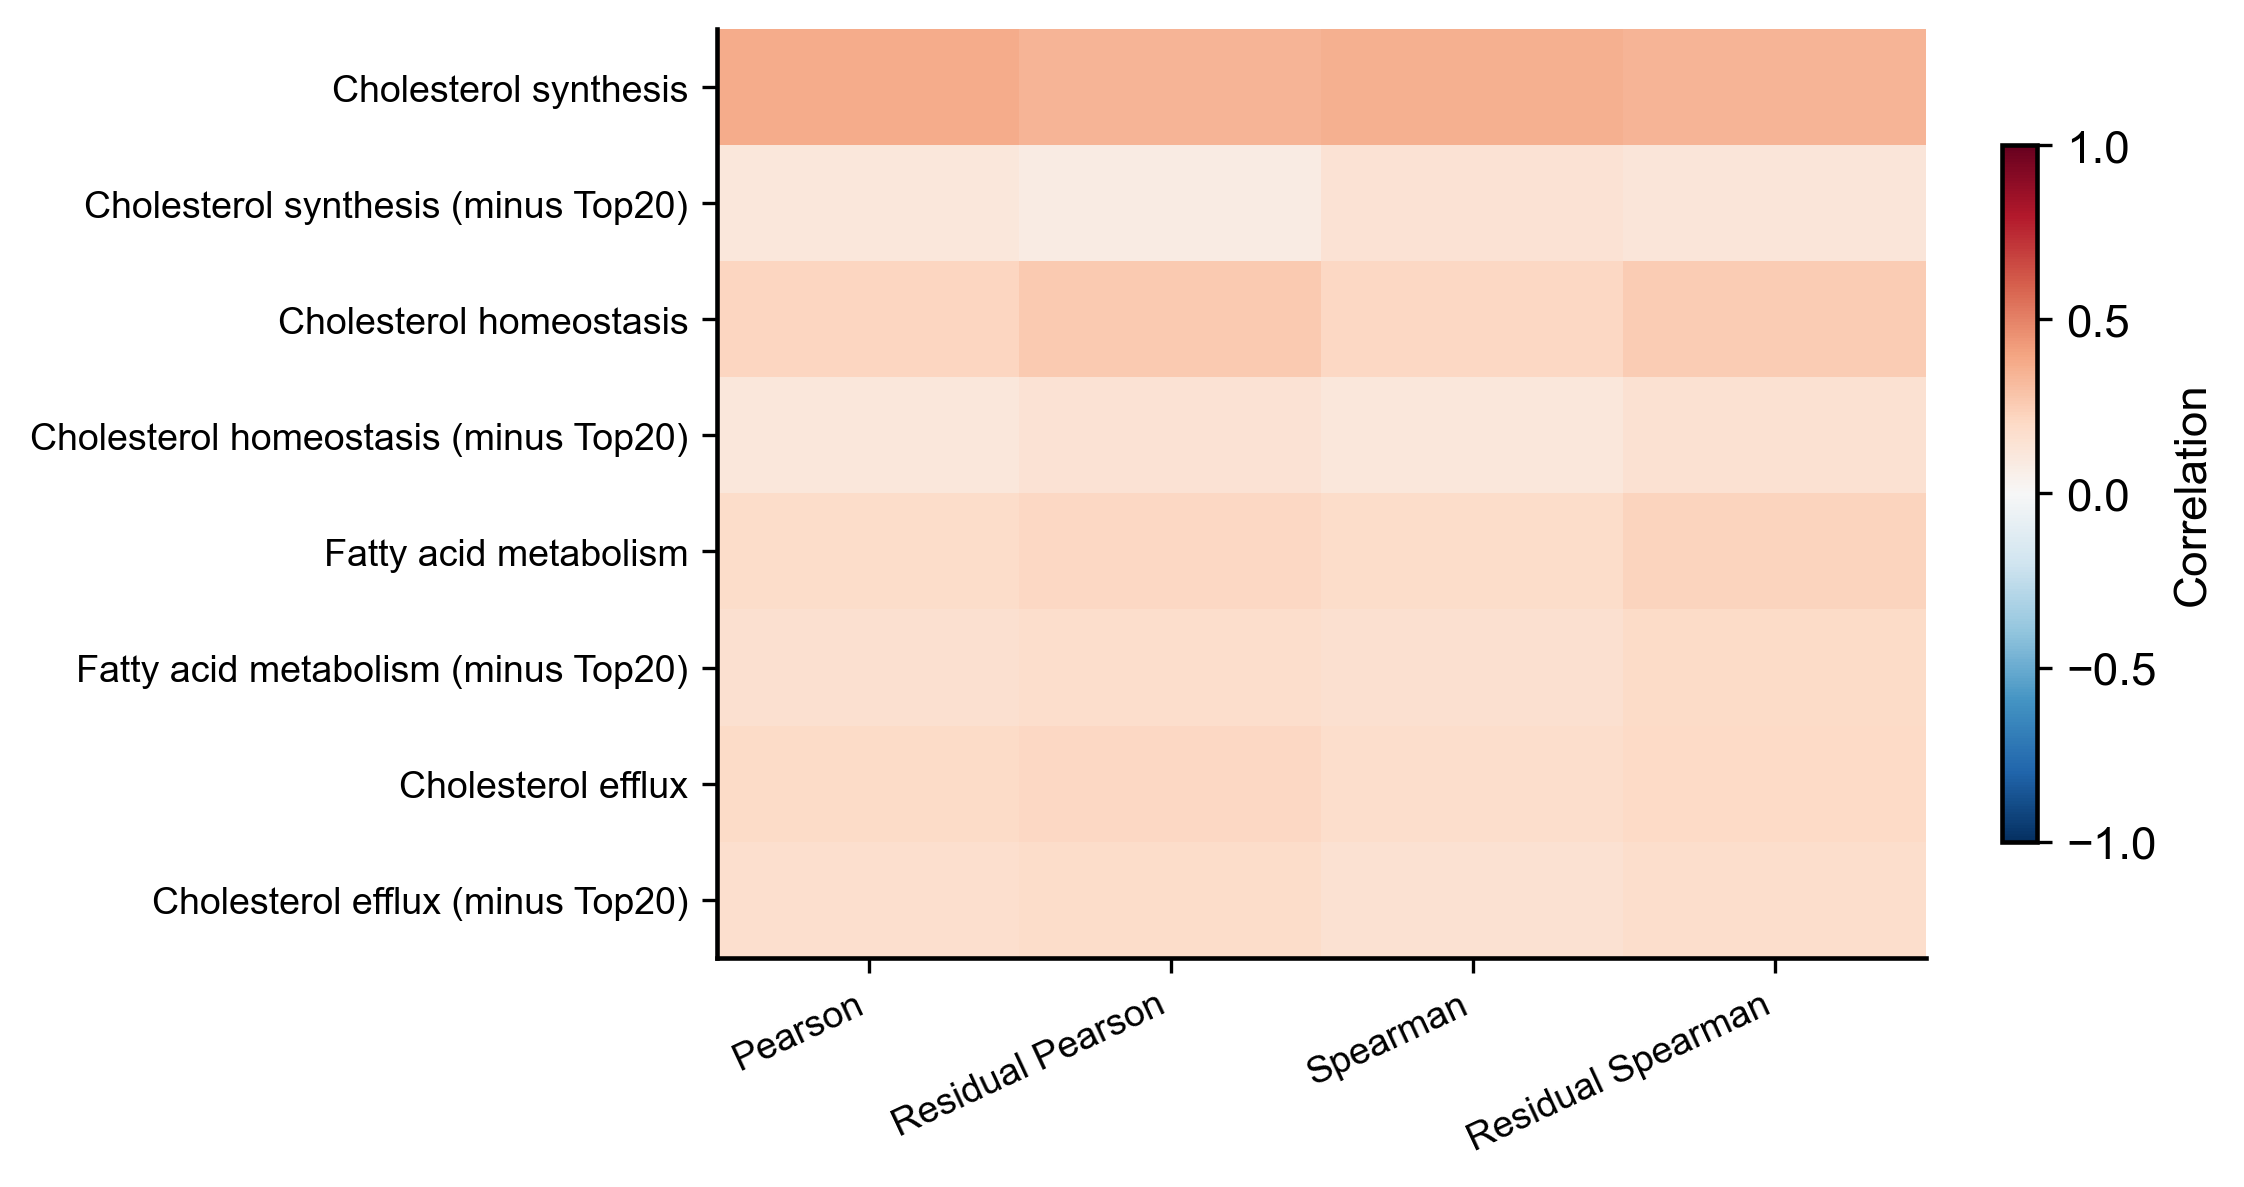 Cholesterol synthesis
Cholesterol synthesis (minus Top20)
Cholesterol homeostasis
Cholesterol homeostasis (minus Top20)
Fatty acid metabolism
Fatty acid metabolism (minus Top20)
Cholesterol efflux
Cholesterol efflux (minus Top20)
Pearson
Residual Pearson
Spearman
Residual Spearman
1.0
0.5
0.0
−0.5
−1.0
Correlation